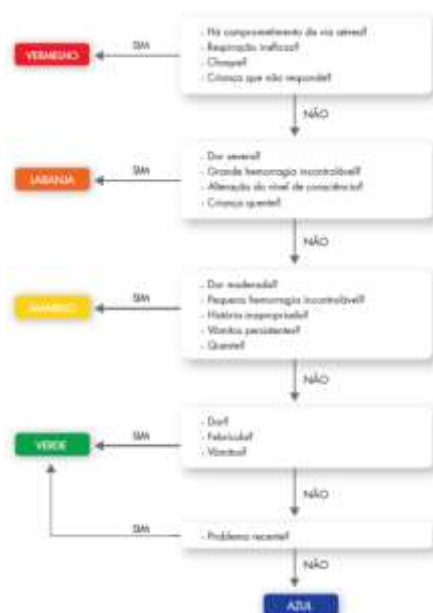 - Há comprometimento da via aérea?
SIM
VERMELHO
- Respiração ineficaz?
- Choque?
- Criança que não responde?
NÃO
- Dor severa?
SIM
LARANJA
- Grande hemorragia incontrolável?
- Alteração do nível de consciência?
- Criança quente?
NÃO
- Dor moderada?
SIM
AMARELO
- Pequena hemorragia incontrolável?
- História inapropriada?
- Vômitos persistentes?
- Quente?
NÃO
- Dor?
SIM
VERDE
- Febrícula?
- Vômitos?
NÃO
SIM
- Problema recente?
NÃO
AZUL